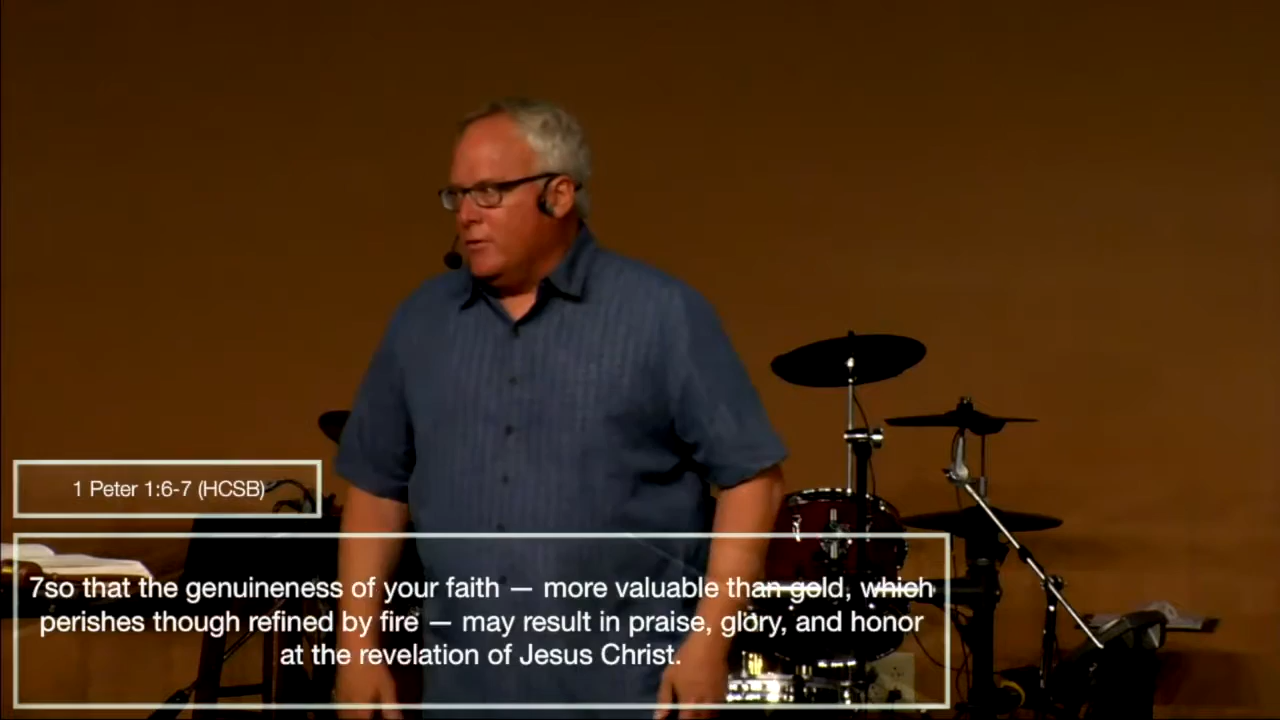 1 Peter 1:6-7 (HCSB)
7so that the genuineness of your faith — more valuable than gold, which
perishes though refined by fire — may result in praise, glory, and honor
at the revelation of Jesus Christ.